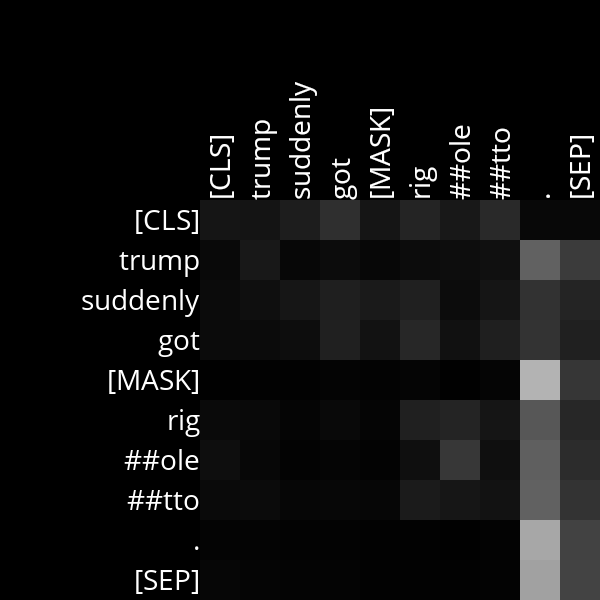 [CLS] trump suddenly got [MASK] rig ##ole ##tto . [SEP]
[CLS]
trump
suddenly
got
[MASK]
rig
##ole
##tto
.
[SEP]